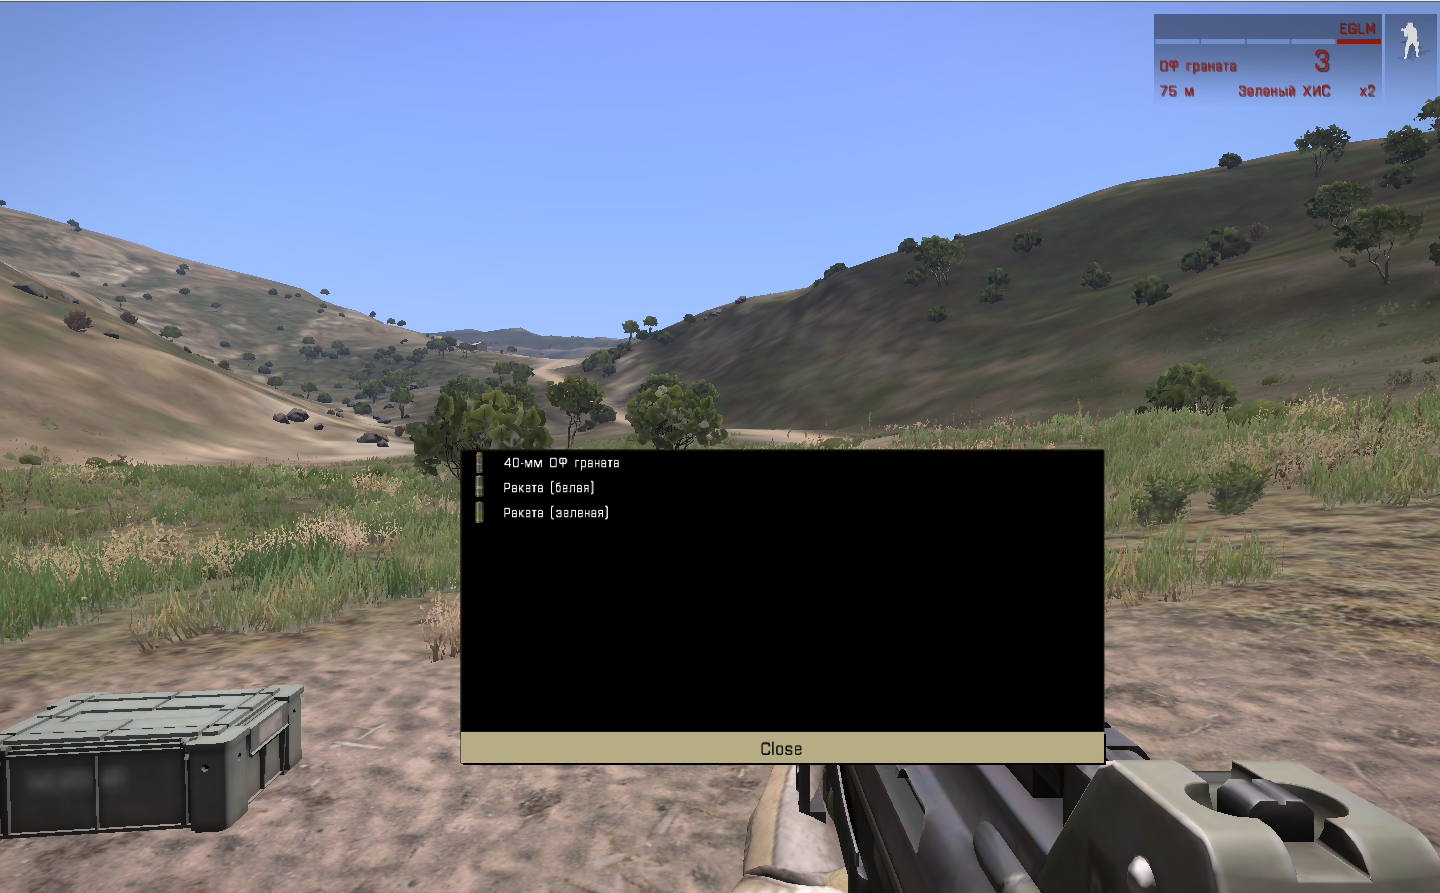 EGLM
ОФ граната 3
75 м Зеленый ХИС x2
40-мм ОФ граната
Ракета (белая)
Ракета (зеленая)
Close